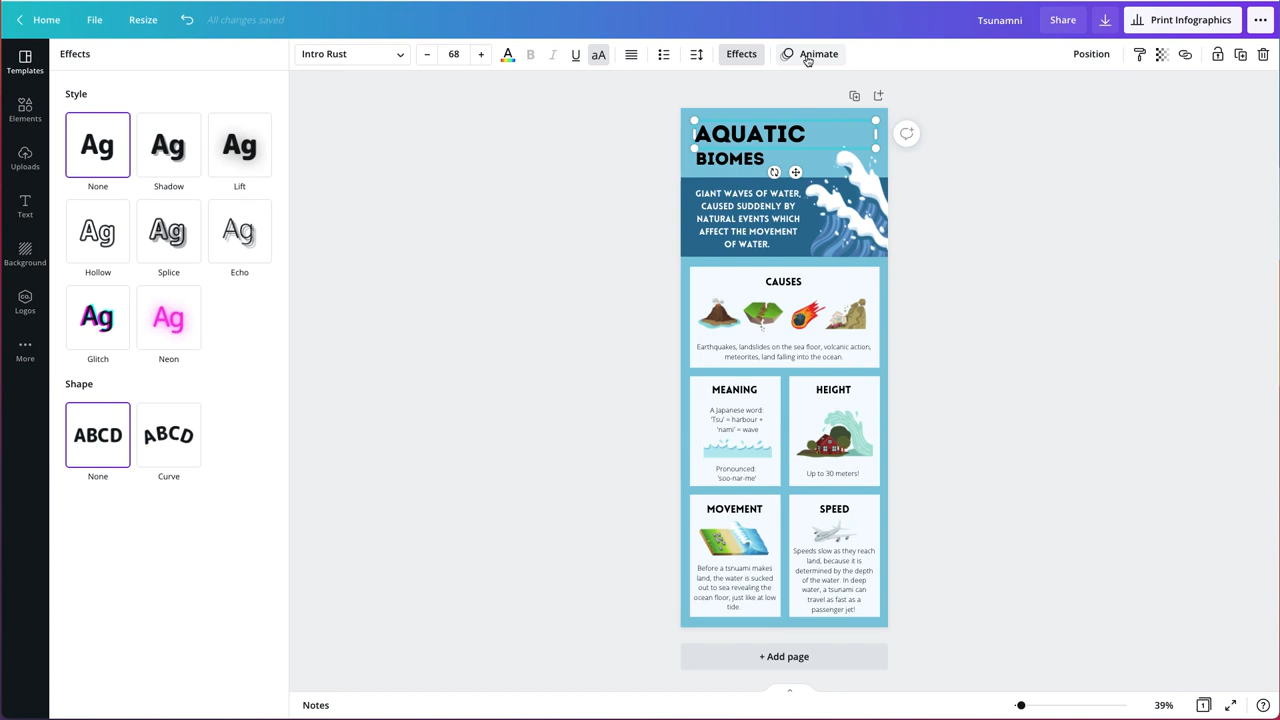 Home File Resize All changes saved Tsunamni Share Print Infographics
Effects
Intro Rust – 68 + A B I U aA Effects Animate Position
Templates
Elements
Uploads
Text
Background
CO.
Logos
More
Style
Ag Ag Ag
None Shadow Lift
Ag Ag Ag
Hollow Splice Echo
Ag Ag
Glitch Neon
Shape
ABCD ABCD
None Curve
AQUATIC
BIOMES
GIANT WAVES OF WATER,
CAUSED SUDDENLY BY
NATURAL EVENTS WHICH
AFFECT THE MOVEMENT
OF WATER.
CAUSES
Earthquakes, landslides on the sea floor, volcanic action,
meteorites, land falling into the ocean.
MEANING
A Japanese word:
'Tsu' = harbour +
'nami' = wave
Pronounced:
'soo-nar-me'
HEIGHT
Up to 30 meters!
MOVEMENT
Before a tsnuami makes
land, the water is sucked
out to sea revealing the
ocean floor, just like at low
tide.
SPEED
Speeds slow as they reach
land, because it is
determined by the depth
of the water. In deep
water, a tsunami can
travel as fast as a
passenger jet!
+ Add page
Notes 39% 1 ?